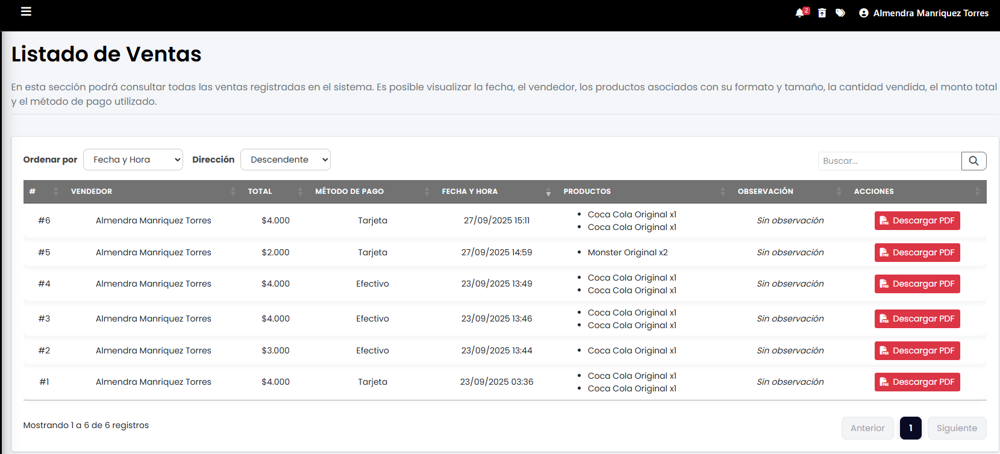 2
Almendra Manriquez Torres
Listado de Ventas
En esta sección podrá consultar todas las ventas registradas en el sistema. Es posible visualizar la fecha, el vendedor, los productos asociados con su formato y tamaño, la cantidad vendida, el monto total
y el método de pago utilizado.
Ordenar por Fecha y Hora Dirección Descendente Buscar...
# VENDEDOR TOTAL MÉTODO DE PAGO FECHA Y HORA PRODUCTOS OBSERVACIÓN ACCIONES
#6 Almendra Manriquez Torres $4.000 Tarjeta 27/09/2025 15:11 • Coca Cola Original x1 Sin observación Descargar PDF
• Coca Cola Original x1
#5 Almendra Manriquez Torres $2.000 Tarjeta 27/09/2025 14:59 • Monster Original x2 Sin observación Descargar PDF
#4 Almendra Manriquez Torres $4.000 Efectivo 23/09/2025 13:49 • Coca Cola Original x1 Sin observación Descargar PDF
• Coca Cola Original x1
#3 Almendra Manriquez Torres $4.000 Efectivo 23/09/2025 13:46 • Coca Cola Original x1 Sin observación Descargar PDF
• Coca Cola Original x1
#2 Almendra Manriquez Torres $3.000 Efectivo 23/09/2025 13:44 • Coca Cola Original x1 Sin observación Descargar PDF
#1 Almendra Manriquez Torres $4.000 Tarjeta 23/09/2025 03:36 • Coca Cola Original x1 Sin observación Descargar PDF
• Coca Cola Original x1
Mostrando 1 a 6 de 6 registros Anterior 1 Siguiente